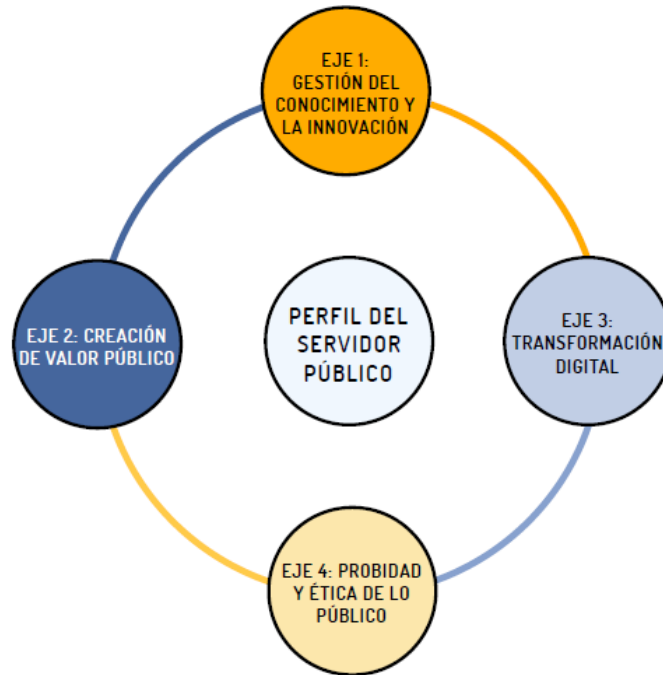 EJE 1:
GESTIÓN DEL
CONOCIMIENTO Y
LA INNOVACIÓN
EJE 2: CREACIÓN
DE VALOR PÚBLICO
PERFIL DEL
SERVIDOR
PÚBLICO
EJE 3:
TRANSFORMACIÓN
DIGITAL
EJE 4: PROBIDAD
Y ÉTICA DE LO
PÚBLICO